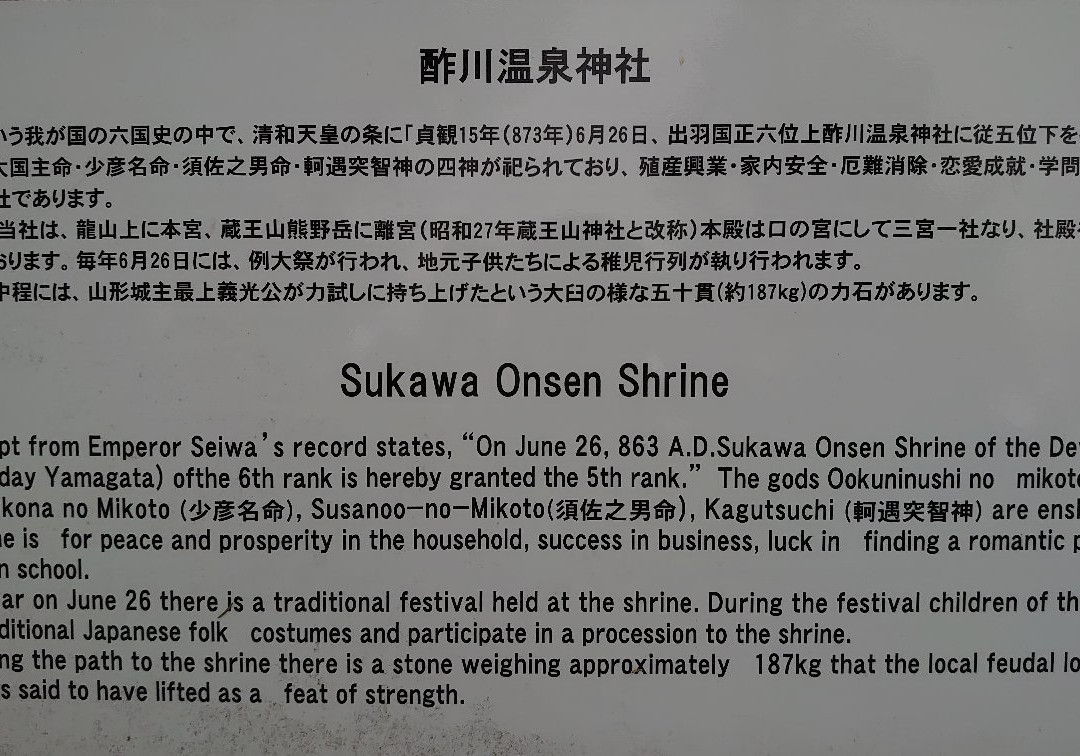 酢川温泉神社
いう我が国の六国史の中で、清和天皇の条に「貞観15年(873年)6月26日、出羽国正六位上酢川温泉神社に従五位下を
大国主命・少彦名命・須佐之男命・軻遇突智神の四神が祀られており、殖産興業・家内安全・厄難消除・恋愛成就・学問
社であります。
当社は、龍山上に本宮、蔵王山熊野岳に離宮(昭和27年蔵王山神社と改称)本殿は口の宮にして三宮一社なり、社殿
おります。毎年6月26日には、例大祭が行われ、地元子供たちによる稚児行列が執り行われます。
中程には、山形城主最上義光公が力試しに持ち上げたという大臼の様な五十貫(約187kg)の力石があります。
Sukawa Onsen Shrine
pt from Emperor Seiwa's record states, “On June 26, 863 A.D.Sukawa Onsen Shrine of the De
day Yamagata) ofthe 6th rank is hereby granted the 5th rank.” The gods Ookuninushi no mikot
kona no Mikoto (少彦名命), Susanoo-no-Mikoto(須佐之男命), Kagutsuchi (軻遇突智神) are ens
ne is for peace and prosperity in the household, success in business, luck in finding a romantic p
n school.
ar on June 26 there is a traditional festival held at the shrine. During the festival children of th
ditional Japanese folk costumes and participate in a procession to the shrine.
ng the path to the shrine there is a stone weighing approximately 187kg that the local feudal lo
s said to have lifted as a feat of strength.